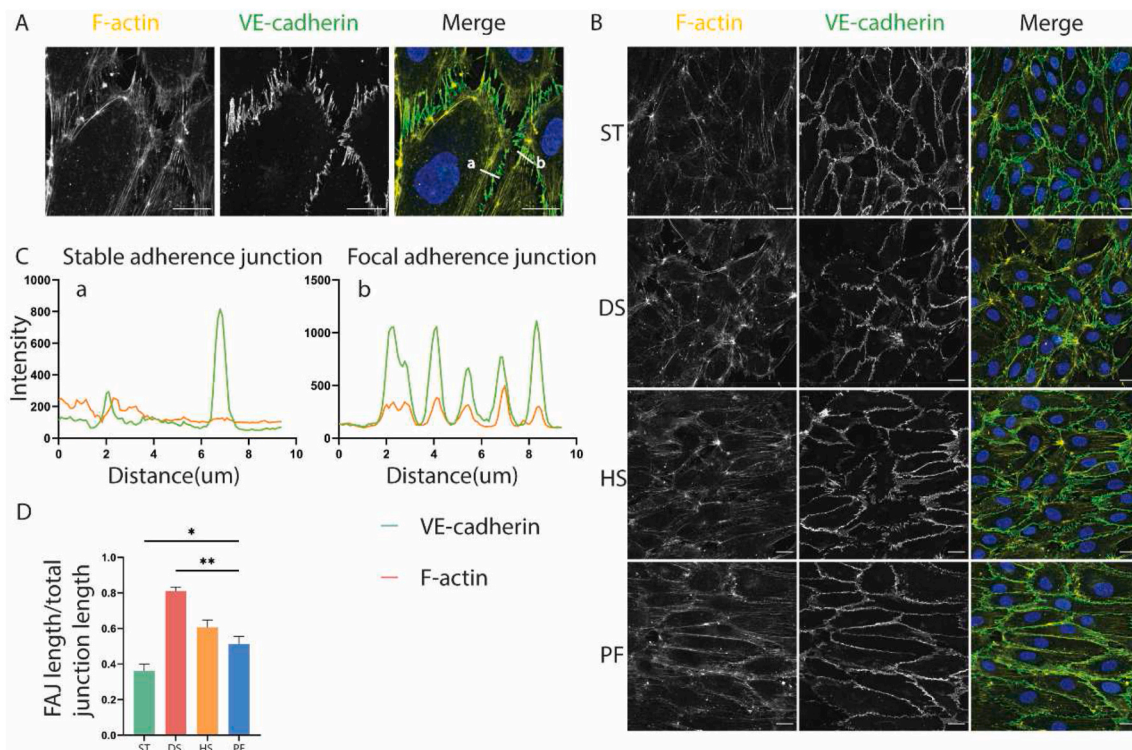 A
F-actin
VE-cadherin
Merge
a
b
B
F-actin
VE-cadherin
Merge
ST
DS
HS
PF
C
Stable adherence junction
Focal adherence junction
a
b
Intensity
1000
800
600
400
200
0
0 2 4 6 8 10
Distance(um)
1500
1000
500
0
0 2 4 6 8 10
Distance(um)
D
*
**
FAJ length/total
junction length
1.0
0.8
0.6
0.4
0.2
0.0
ST DS HS PF
VE-cadherin
F-actin